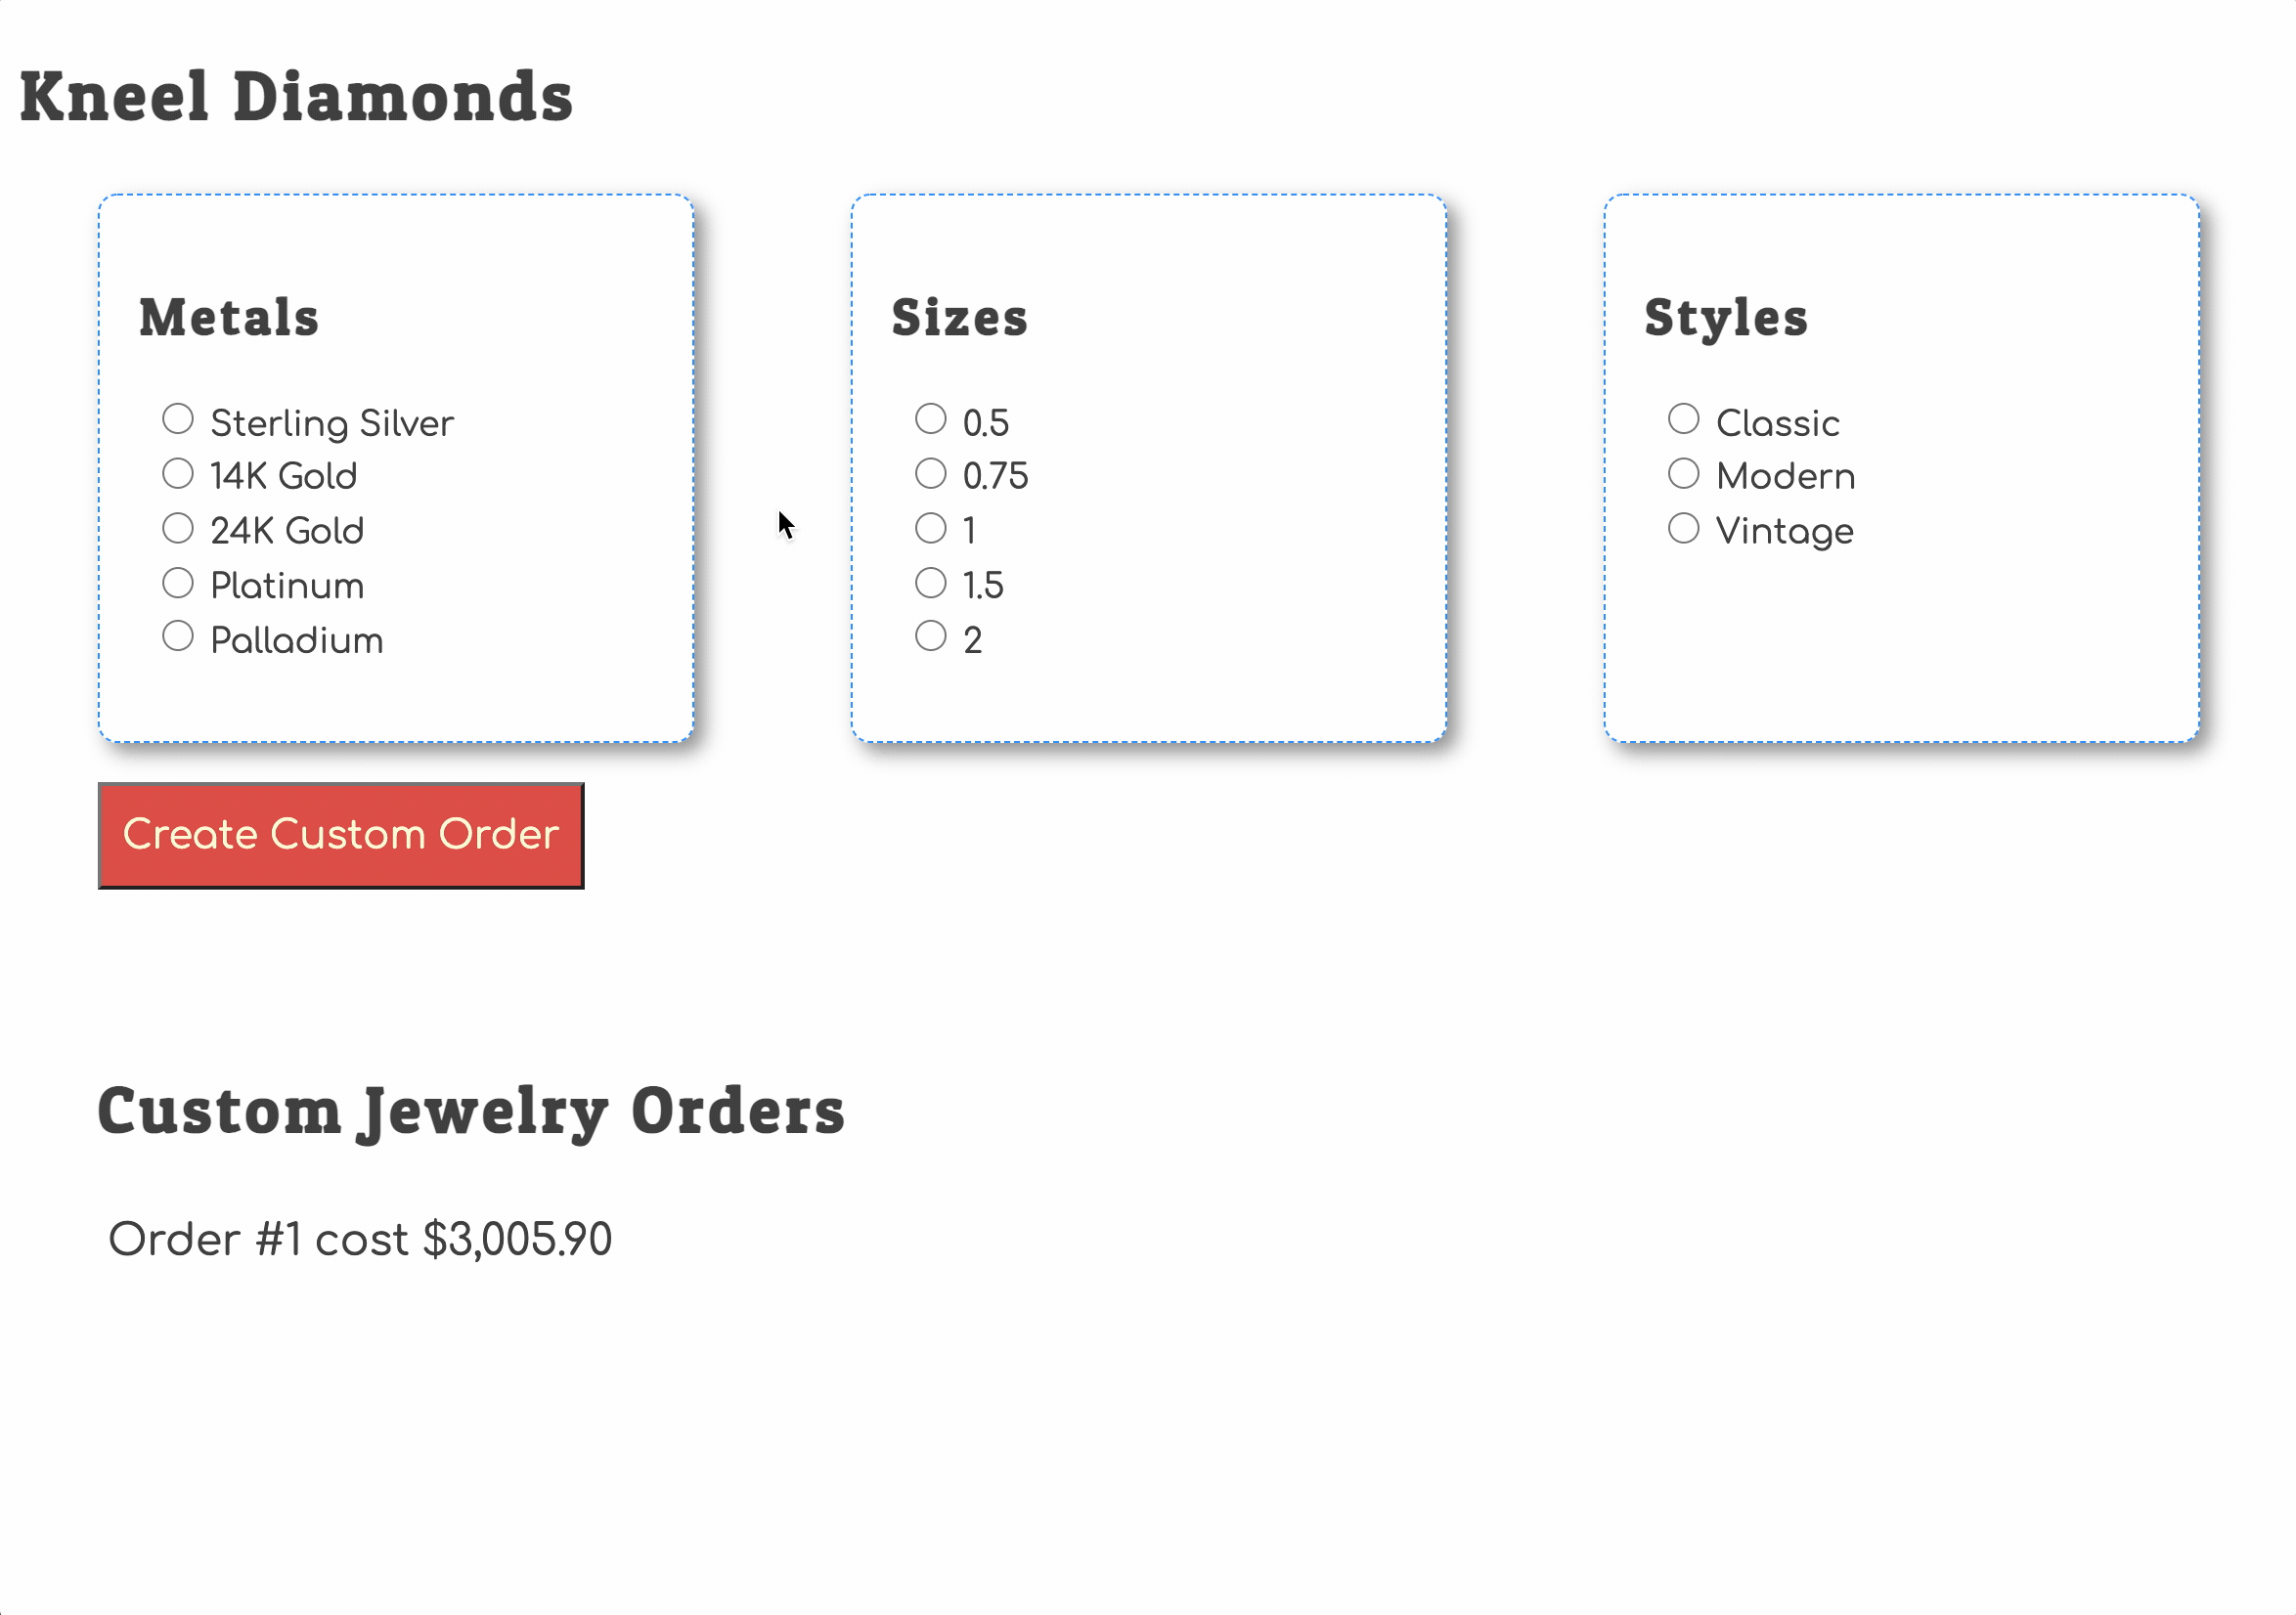 Kneel Diamonds
Metals
Sterling Silver
14K Gold
24K Gold
Platinum
Palladium
Sizes
0.5
0.75
1
1.5
2
Styles
Classic
Modern
Vintage
Create Custom Order
Custom Jewelry Orders
Order #1 cost $3,005.90